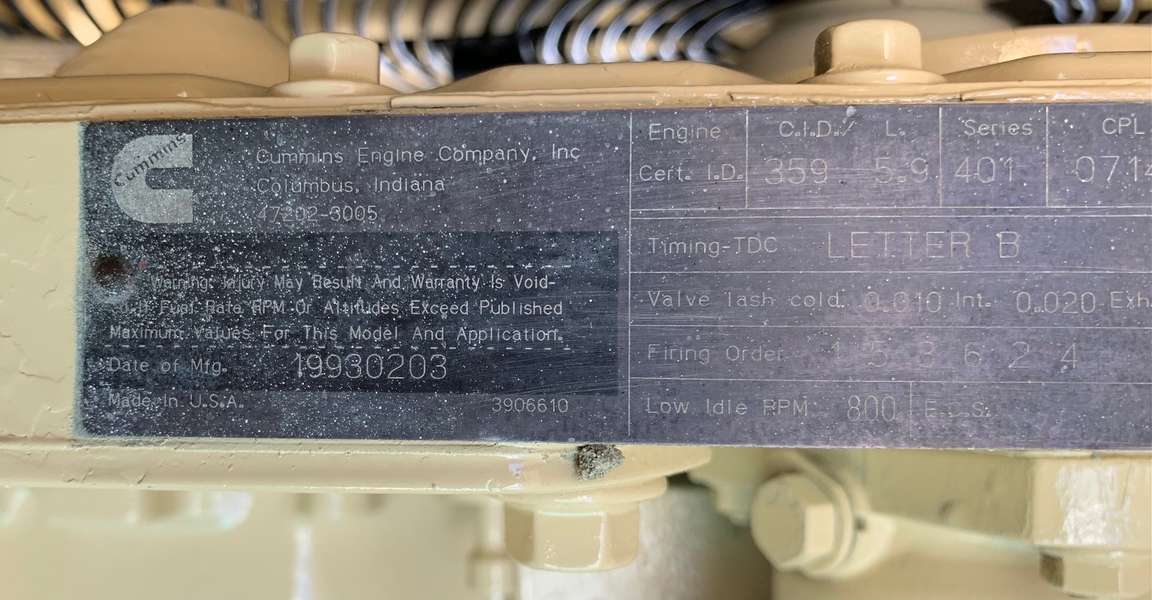 Cummins
Cummins Engine Company, Inc
Columbus, Indiana
47202-3005
Warning: Injury May Result And Warranty Is Void-
ed If Fuel Rate RPM Or Altitudes Exceed Published
Maximum Values For This Model And Application.
Date of Mfg. 19930203
Made In U.S.A. 3906610
Engine
Cert. I.D.
C.I.D./ L.
359 5.9
Series
401
CPL
0714
Timing-TDC LETTER B
Valve lash cold. 0.010 Int. 0.020 Exh.
Firing Order 1 5 3 6 2 4
Low Idle RPM 800 E.C.S.